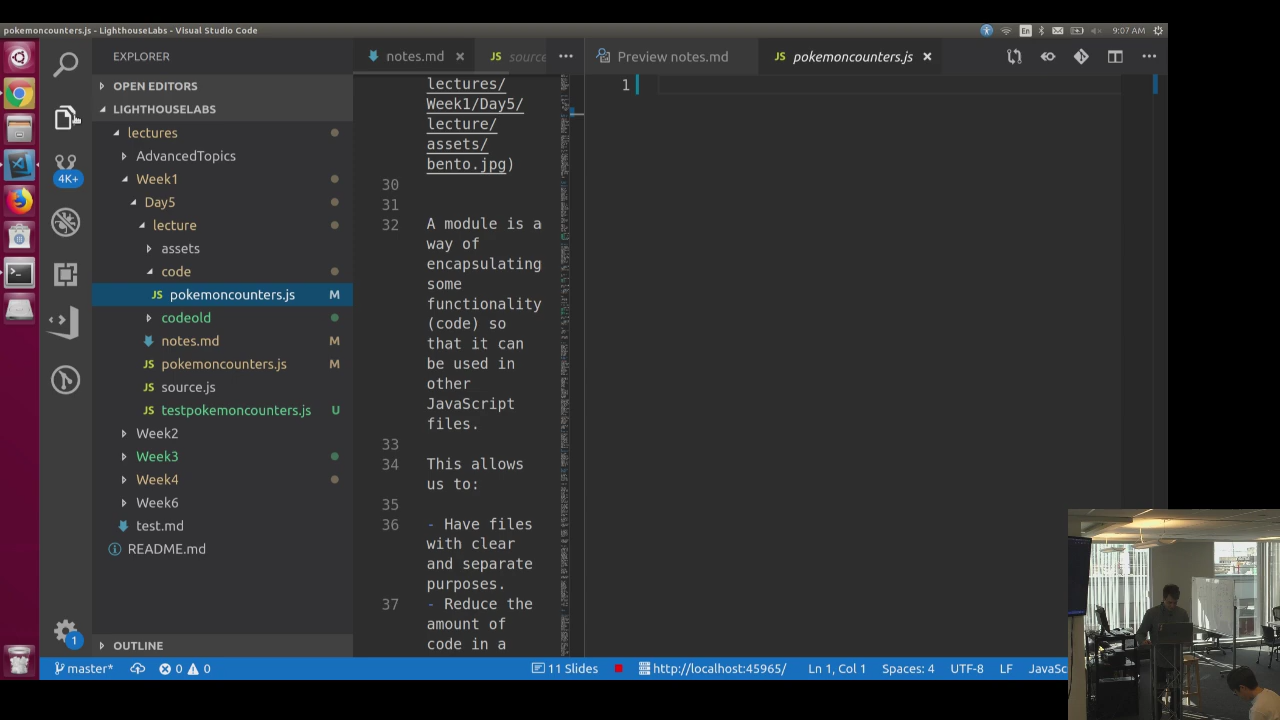 pokemoncounters.js - LighthouseLabs - Visual Studio Code
En
9:07 AM
EXPLORER
OPEN EDITORS
LIGHTHOUSELABS
lectures
AdvancedTopics
Week1
Day5
lecture
assets
code
JS pokemoncounters.js M
codeold
notes.md M
JS pokemoncounters.js M
JS source.js
JS testpokemoncounters.js U
Week2
Week3
Week4
Week6
test.md
README.md
OUTLINE
4K+
1
notes.md
JS source
Preview notes.md
JS pokemoncounters.js
lectures/
Week1/Day5/
lecture/
assets/
bento.jpg)
30
31
32 A module is a
way of
encapsulating
some
functionality
(code) so
that it can
be used in
other
JavaScript
files.
33
34 This allows
us to:
35
36 - Have files
with clear
and separate
purposes.
37 - Reduce the
amount of
code in a
1
master*
0
0
11 Slides
http://localhost:45965/
Ln 1, Col 1
Spaces: 4
UTF-8
LF
JavaSc